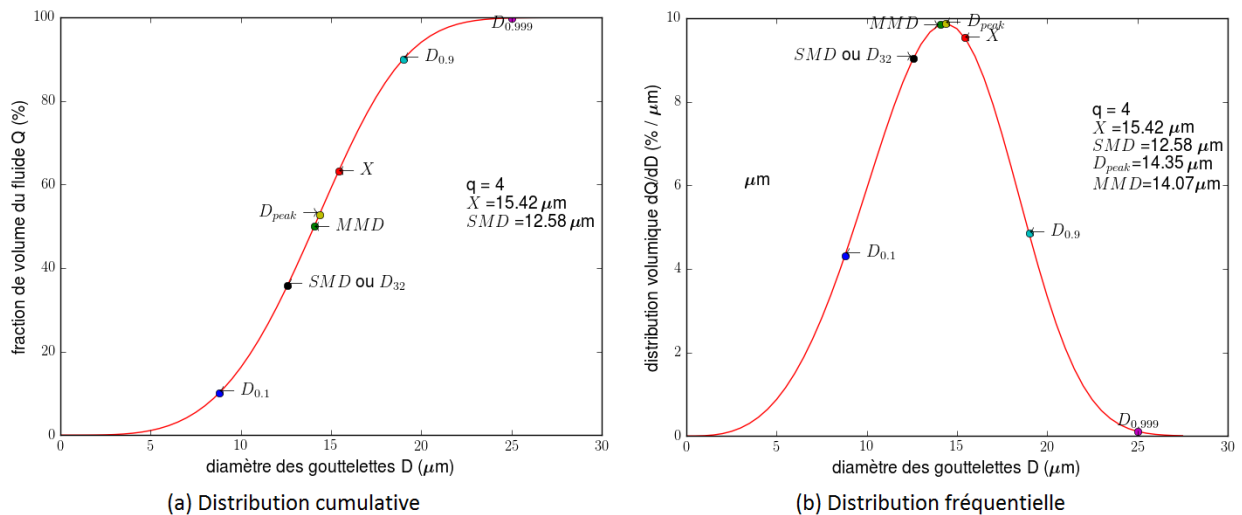 fraction de volume du fluide Q (%)
100
80
60
40
20
0
D0.999
D0.9
X
Dpeak
MMD
SMD ou D32
D0.1
q = 4
X =15.42 μm
SMD =12.58 μm
0 5 10 15 20 25 30
diamètre des gouttelettes D (μm)
(a) Distribution cumulative
distribution volumique dQ/dD (% / μm)
10
8
6
4
2
0
MMD
Dpeak
X
SMD ou D32
μm
q = 4
X =15.42 μm
SMD =12.58 μm
Dpeak=14.35 μm
MMD=14.07μm
D0.1
D0.9
D0.999
0 5 10 15 20 25 30
diamètre des gouttelettes D (μm)
(b) Distribution fréquentielle